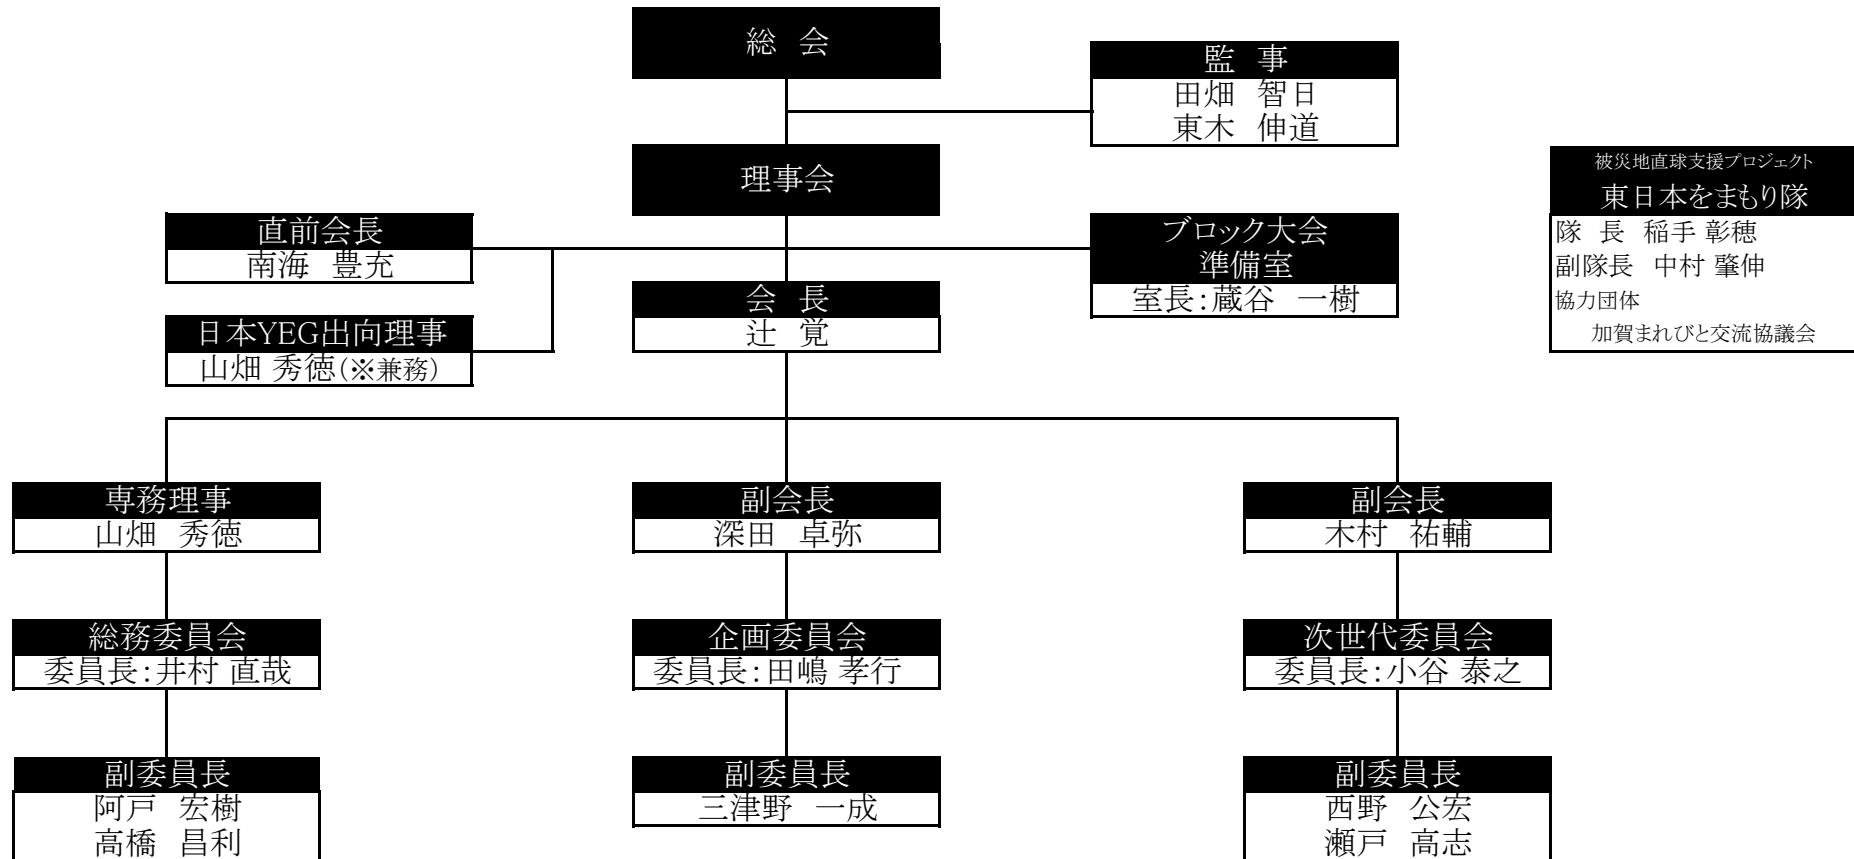 総 会
監 事
田畑 智日
東木 伸道
理事会
被災地直球支援プロジェクト
東日本をまもり隊
隊 長 稲手 彰穂
副隊長 中村 肇伸
協力団体
加賀まれびと交流協議会
直前会長
南海 豊充
ブロック大会
準備室
室長:蔵谷 一樹
会 長
辻 覚
日本YEG出向理事
山畑 秀徳(※兼務)
専務理事
山畑 秀徳
副会長
深田 卓弥
副会長
木村 祐輔
総務委員会
委員長:井村 直哉
企画委員会
委員長:田嶋 孝行
次世代委員会
委員長:小谷 泰之
副委員長
阿戸 宏樹
高橋 昌利
副委員長
三津野 一成
副委員長
西野 公宏
瀬戸 高志